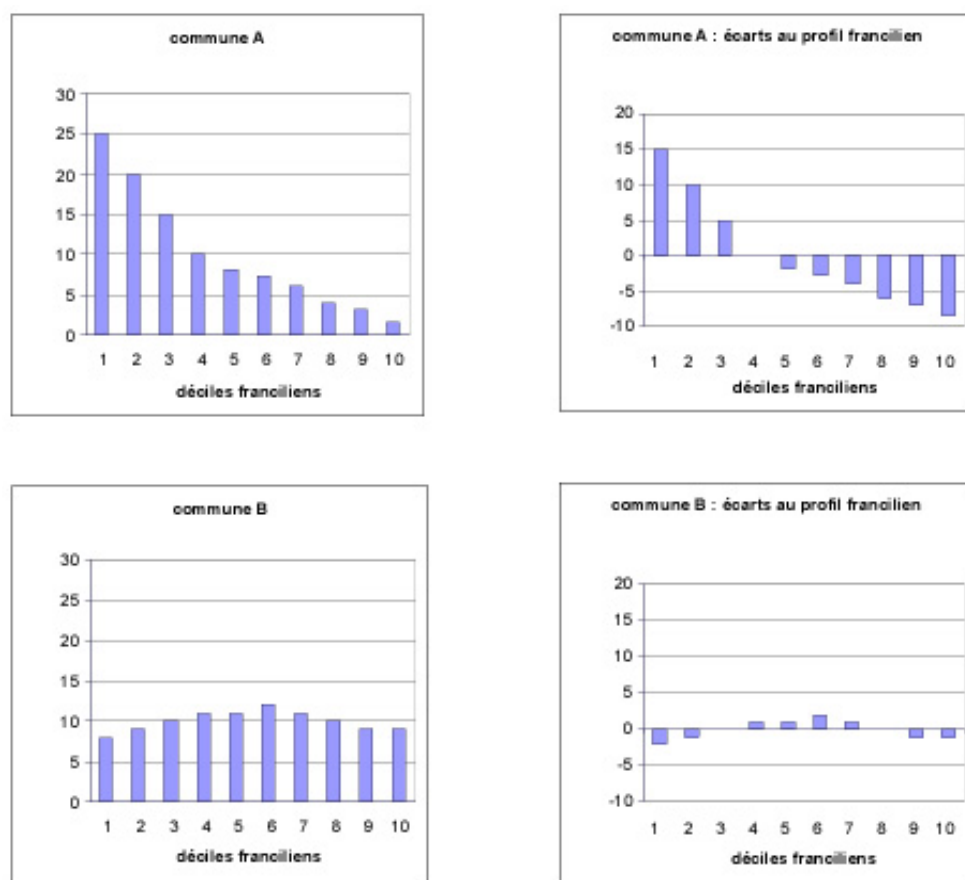 commune A
30
25
20
15
10
5
0
1 2 3 4 5 6 7 8 9 10
déciles franciliens
commune A : écarts au profil francilien
20
15
10
5
0
-5
-10
1 2 3 4 5 6 7 8 9 10
déciles franciliens
commune B
30
25
20
15
10
5
0
1 2 3 4 5 6 7 8 9 10
déciles franciliens
commune B : écarts au profil francilien
20
15
10
5
0
-5
-10
1 2 3 4 5 6 7 8 9 10
déciles franciliens